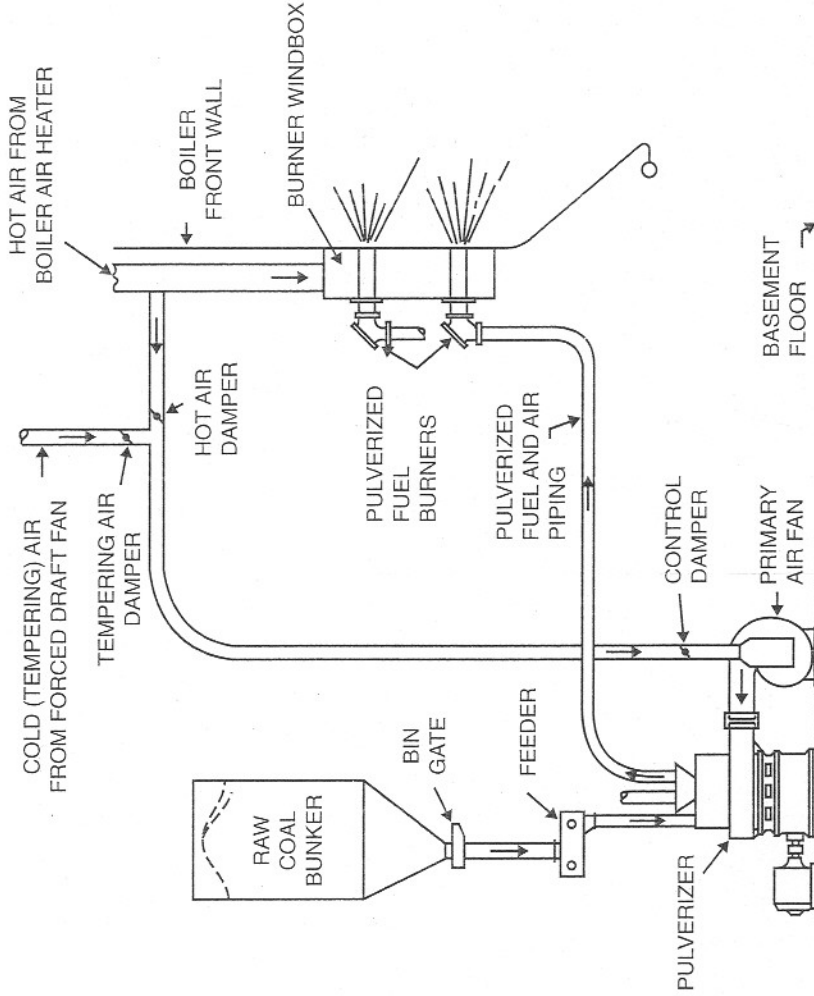 HOT AIR FROM
BOILER AIR HEATER
COLD (TEMPERING) AIR
FROM FORCED DRAFT FAN
BOILER
FRONT WALL
TEMPERING AIR
DAMPER
BURNER WINDBOX
HOT AIR
DAMPER
RAW
COAL
BUNKER
BIN
GATE
PULVERIZED
FUEL
BURNERS
FEEDER
PULVERIZED
FUEL AND AIR
PIPING
CONTROL
DAMPER
BASEMENT
FLOOR
PULVERIZER
PRIMARY
AIR FAN